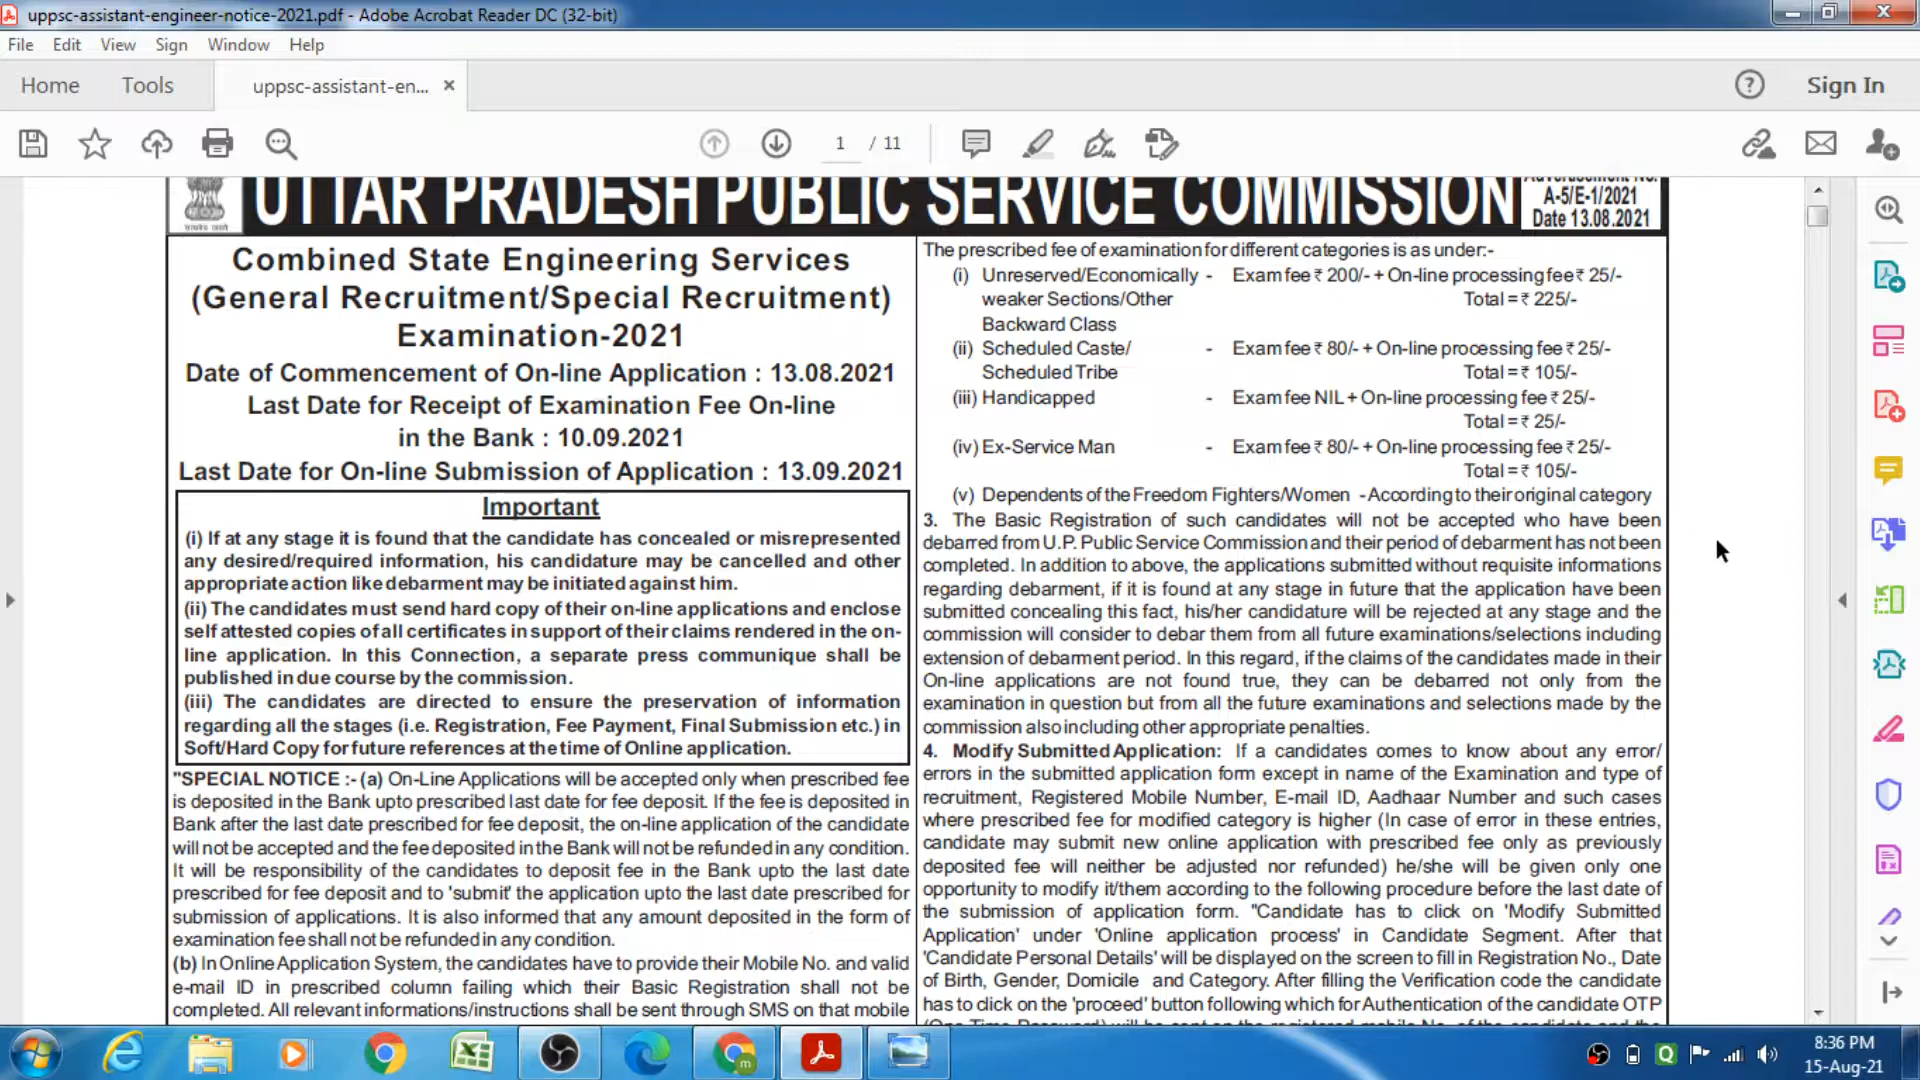 uppsc-assistant-engineer-notice-2021.pdf - Adobe Acrobat Reader DC (32-bit)
File Edit View Sign Window Help
Home Tools uppsc-assistant-en... × Sign In
1 / 11
UTTAR PRADESH PUBLIC SERVICE COMMISSION
Advertisement No.
A-5/E-1/2021
Date 13.08.2021
Combined State Engineering Services
(General Recruitment/Special Recruitment)
Examination-2021
Date of Commencement of On-line Application : 13.08.2021
Last Date for Receipt of Examination Fee On-line
in the Bank : 10.09.2021
Last Date for On-line Submission of Application : 13.09.2021
Important
(i) If at any stage it is found that the candidate has concealed or misrepresented
any desired/required information, his candidature may be cancelled and other
appropriate action like debarment may be initiated against him.
(ii) The candidates must send hard copy of their on-line applications and enclose
self attested copies of all certificates in support of their claims rendered in the on-
line application. In this Connection, a separate press communique shall be
published in due course by the commission.
(iii) The candidates are directed to ensure the preservation of information
regarding all the stages (i.e. Registration, Fee Payment, Final Submission etc.) in
Soft/Hard Copy for future references at the time of Online application.
"SPECIAL NOTICE :- (a) On-Line Applications will be accepted only when prescribed fee
is deposited in the Bank upto prescribed last date for fee deposit. If the fee is deposited in
Bank after the last date prescribed for fee deposit, the on-line application of the candidate
will not be accepted and the fee deposited in the Bank will not be refunded in any condition.
It will be responsibility of the candidates to deposit fee in the Bank upto the last date
prescribed for fee deposit and to 'submit' the application upto the last date prescribed for
submission of applications. It is also informed that any amount deposited in the form of
examination fee shall not be refunded in any condition.
(b) In Online Application System, the candidates have to provide their Mobile No. and valid
e-mail ID in prescribed column failing which their Basic Registration shall not be
completed. All relevant informations/instructions shall be sent through SMS on that mobile
The prescribed fee of examination for different categories is as under:-
(i) Unreserved/Economically - Exam fee ₹ 200/- + On-line processing fee ₹ 25/-
weaker Sections/Other Total = ₹ 225/-
Backward Class
(ii) Scheduled Caste/ - Exam fee ₹ 80/- + On-line processing fee ₹ 25/-
Scheduled Tribe Total = ₹ 105/-
(iii) Handicapped - Exam fee NIL + On-line processing fee ₹ 25/-
Total = ₹ 25/-
(iv) Ex-Service Man - Exam fee ₹ 80/- + On-line processing fee ₹ 25/-
Total = ₹ 105/-
(v) Dependents of the Freedom Fighters/Women - According to their original category
3. The Basic Registration of such candidates will not be accepted who have been
debarred from U.P. Public Service Commission and their period of debarment has not been
completed. In addition to above, the applications submitted without requisite informations
regarding debarment, if it is found at any stage in future that the application have been
submitted concealing this fact, his/her candidature will be rejected at any stage and the
commission will consider to debar them from all future examinations/selections including
extension of debarment period. In this regard, if the claims of the candidates made in their
On-line applications are not found true, they can be debarred not only from the
examination in question but from all the future examinations and selections made by the
commission also including other appropriate penalties.
4. Modify Submitted Application: If a candidates comes to know about any error/
errors in the submitted application form except in name of the Examination and type of
recruitment, Registered Mobile Number, E-mail ID, Aadhaar Number and such cases
where prescribed fee for modified category is higher (In case of error in these entries,
candidate may submit new online application with prescribed fee only as previously
deposited fee will neither be adjusted nor refunded) he/she will be given only one
opportunity to modify it/them according to the following procedure before the last date of
the submission of application form. "Candidate has to click on 'Modify Submitted
Application' under 'Online application process' in Candidate Segment. After that
'Candidate Personal Details' will be displayed on the screen to fill in Registration No., Date
of Birth, Gender, Domicile and Category. After filling the Verification code the candidate
has to click on the 'proceed' button following which for Authentication of the candidate OTP
8:36 PM
15-Aug-21